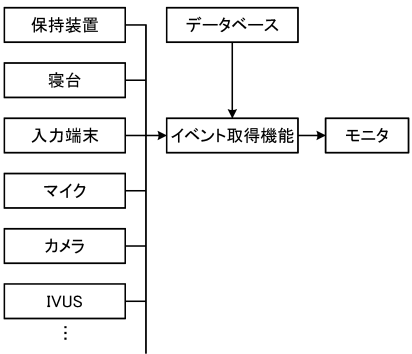 保持装置
データベース
寝台
入力端末
イベント取得機能
モニタ
マイク
カメラ
IVUS
⋮